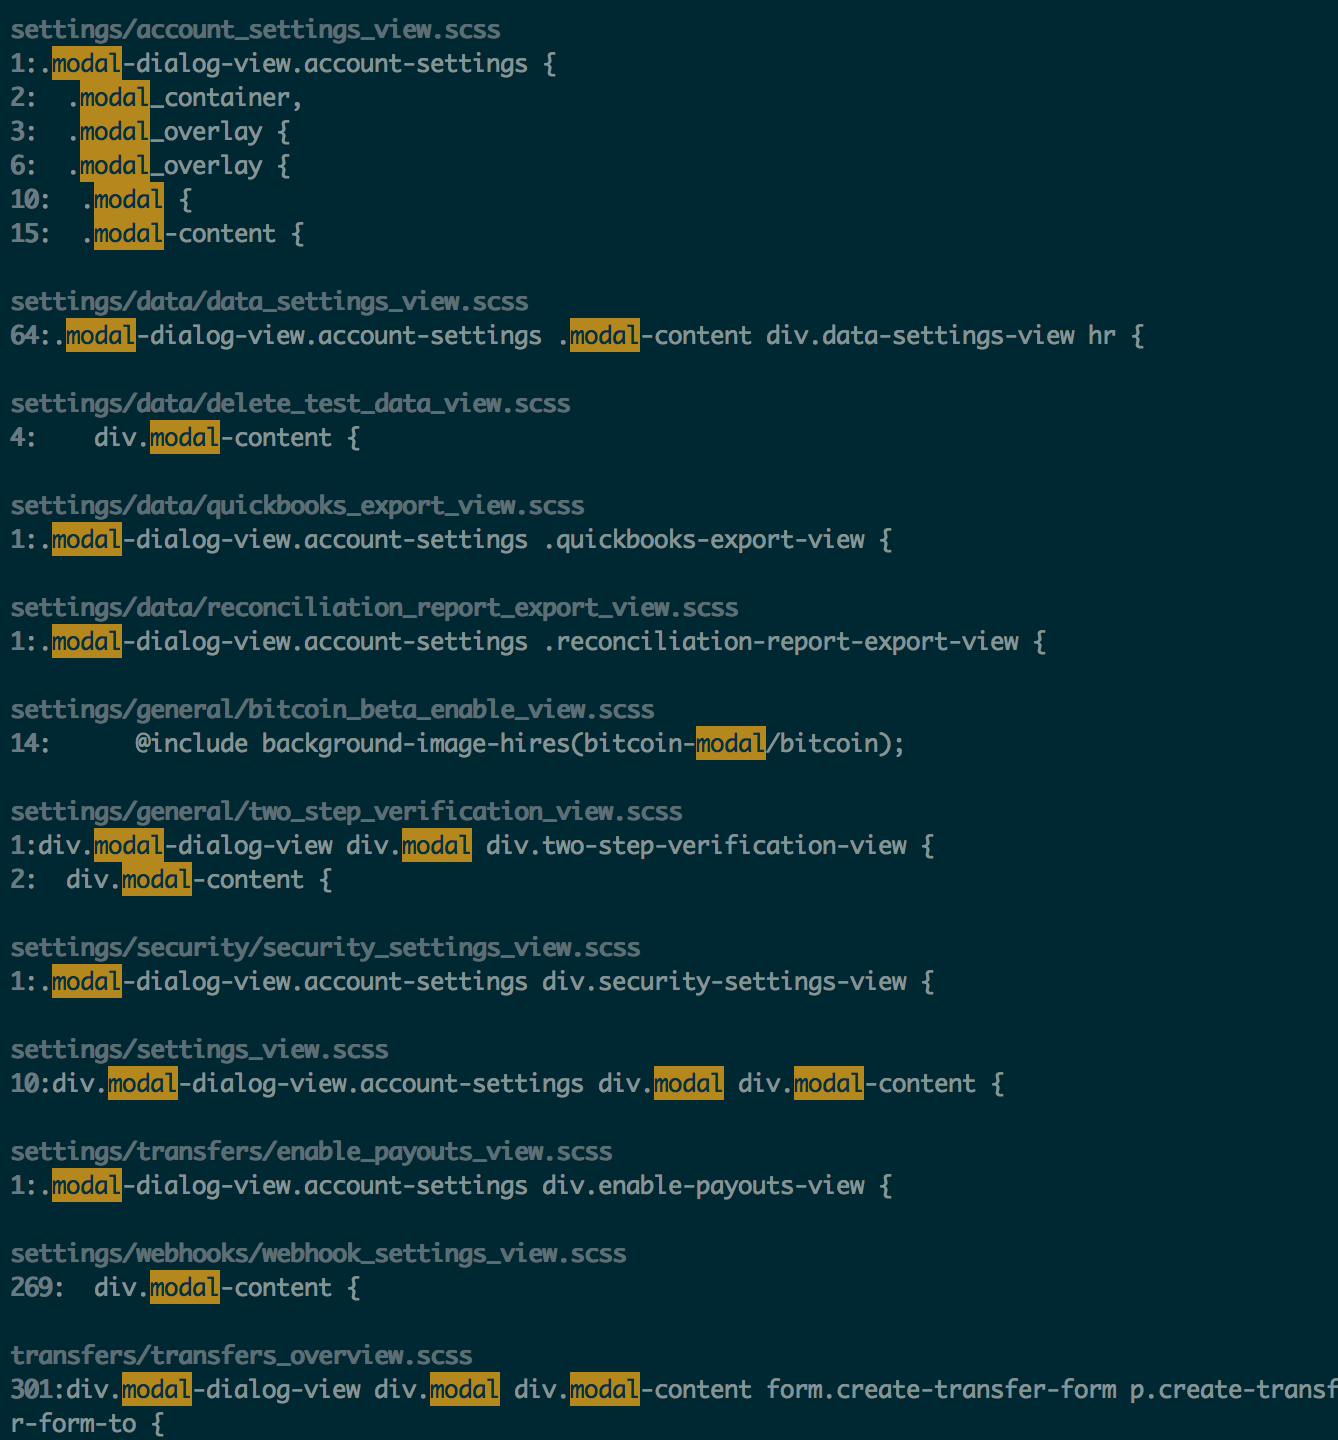 settings/account_settings_view.scss
1:.modal-dialog-view.account-settings {
2:  .modal_container,
3:  .modal_overlay {
6:  .modal_overlay {
10:  .modal {
15:  .modal-content {
settings/data/data_settings_view.scss
64:.modal-dialog-view.account-settings .modal-content div.data-settings-view hr {
settings/data/delete_test_data_view.scss
4:    div.modal-content {
settings/data/quickbooks_export_view.scss
1:.modal-dialog-view.account-settings .quickbooks-export-view {
settings/data/reconciliation_report_export_view.scss
1:.modal-dialog-view.account-settings .reconciliation-report-export-view {
settings/general/bitcoin_beta_enable_view.scss
14:      @include background-image-hires(bitcoin-modal/bitcoin);
settings/general/two_step_verification_view.scss
1:div.modal-dialog-view div.modal div.two-step-verification-view {
2:  div.modal-content {
settings/security/security_settings_view.scss
1:.modal-dialog-view.account-settings div.security-settings-view {
settings/settings_view.scss
10:div.modal-dialog-view.account-settings div.modal div.modal-content {
settings/transfers/enable_payouts_view.scss
1:.modal-dialog-view.account-settings div.enable-payouts-view {
settings/webhooks/webhook_settings_view.scss
269:  div.modal-content {
transfers/transfers_overview.scss
301:div.modal-dialog-view div.modal div.modal-content form.create-transfer-form p.create-transf
r-form-to {